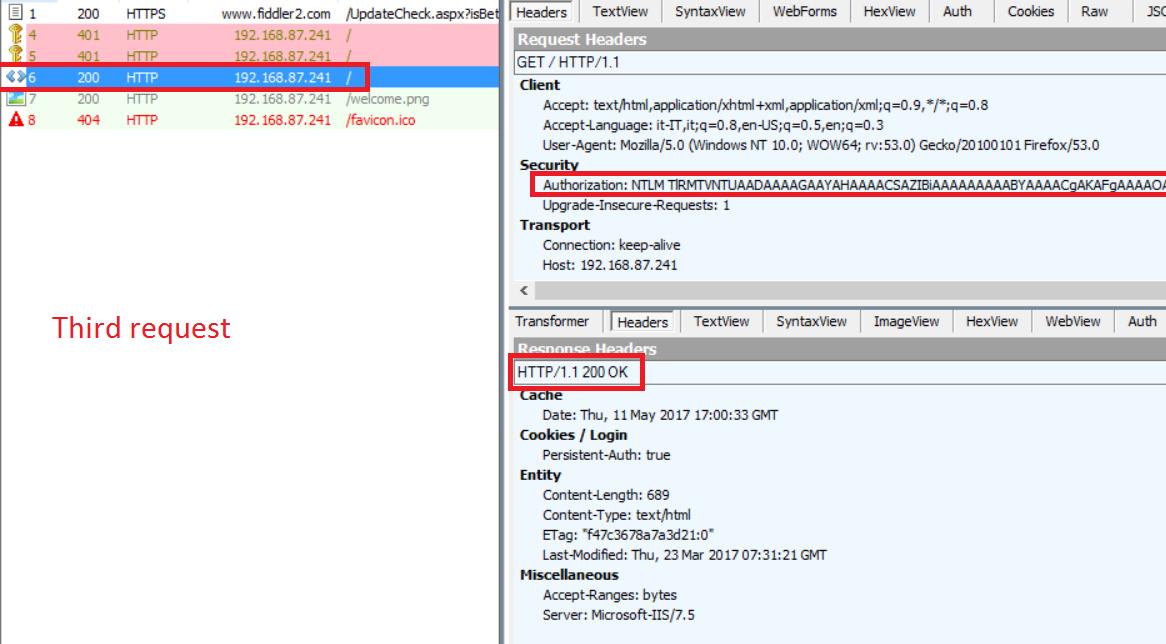 1 200 HTTPS www.fiddler2.com /UpdateCheck.aspx?isBet
4 401 HTTP 192.168.87.241 /
5 401 HTTP 192.168.87.241 /
6 200 HTTP 192.168.87.241 /
7 200 HTTP 192.168.87.241 /welcome.png
8 404 HTTP 192.168.87.241 /favicon.ico
Third request
Headers TextView SyntaxView WebForms HexView Auth Cookies Raw JSO
Request Headers
GET / HTTP/1.1
Client
Accept: text/html,application/xhtml+xml,application/xml;q=0.9,*/*;q=0.8
Accept-Language: it-IT,it;q=0.8,en-US;q=0.5,en;q=0.3
User-Agent: Mozilla/5.0 (Windows NT 10.0; WOW64; rv:53.0) Gecko/20100101 Firefox/53.0
Security
Authorization: NTLM TlRMTVNTUAADAAAAGAAYAHAAAACSAZIBiAAAAAAAAABYAAAACgAKAFgAAAAOA
Upgrade-Insecure-Requests: 1
Transport
Connection: keep-alive
Host: 192.168.87.241
Transformer Headers TextView SyntaxView ImageView HexView WebView Auth
Response Headers
HTTP/1.1 200 OK
Cache
Date: Thu, 11 May 2017 17:00:33 GMT
Cookies / Login
Persistent-Auth: true
Entity
Content-Length: 689
Content-Type: text/html
ETag: "f47c3678a7a3d21:0"
Last-Modified: Thu, 23 Mar 2017 07:31:21 GMT
Miscellaneous
Accept-Ranges: bytes
Server: Microsoft-IIS/7.5